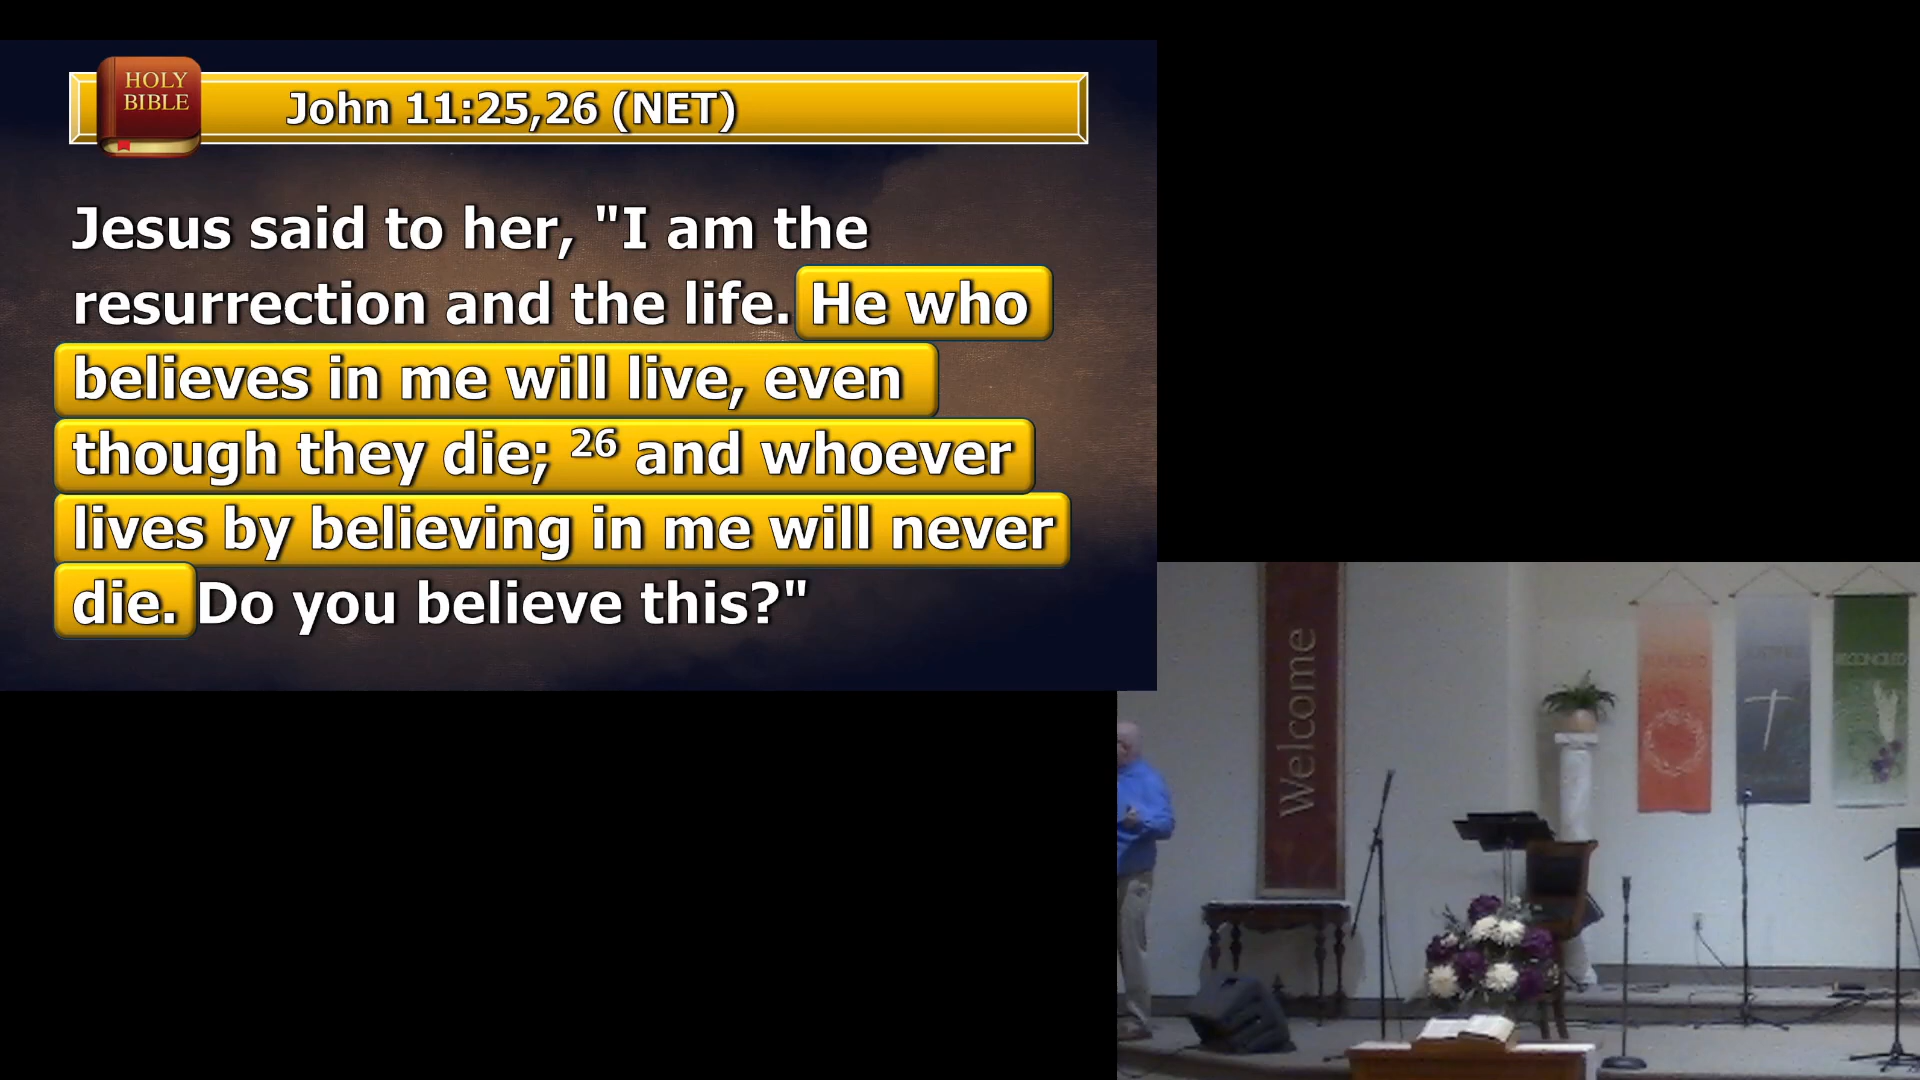 HOLY
BIBLE
John 11:25,26 (NET)
Jesus said to her, "I am the
resurrection and the life. He who
believes in me will live, even
though they die; 26 and whoever
lives by believing in me will never
die. Do you believe this?"
Welcome
RECONCILED